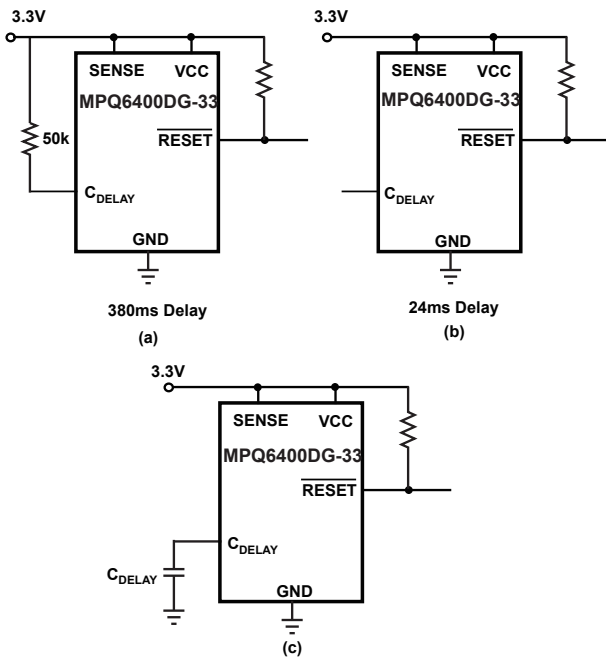 3.3V
SENSE VCC
MPQ6400DG-33
50k
RESET
CDELAY
GND
380ms Delay
(a)
3.3V
SENSE VCC
MPQ6400DG-33
RESET
CDELAY
GND
24ms Delay
(b)
3.3V
SENSE VCC
MPQ6400DG-33
RESET
CDELAY
CDELAY
GND
(c)